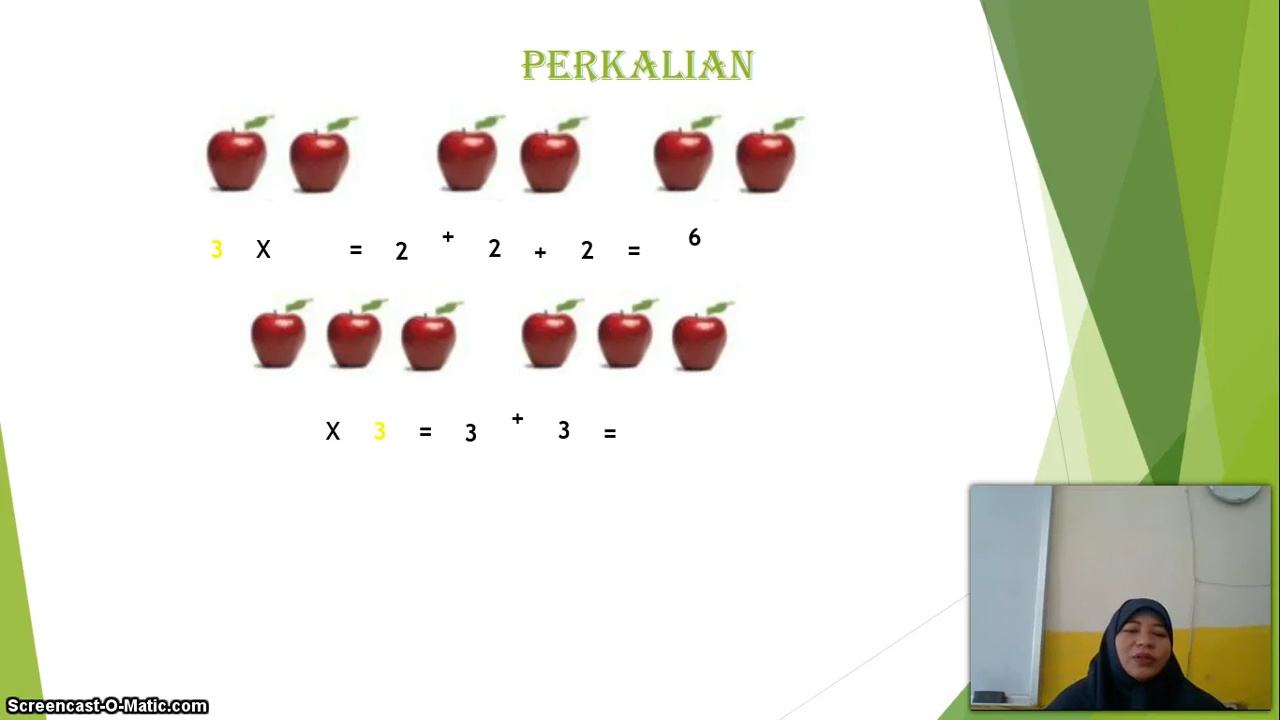 PERKALIAN
3 X = 2 + 2 + 2 = 6
X 3 = 3 + 3 =
Screencast-O-Matic.com